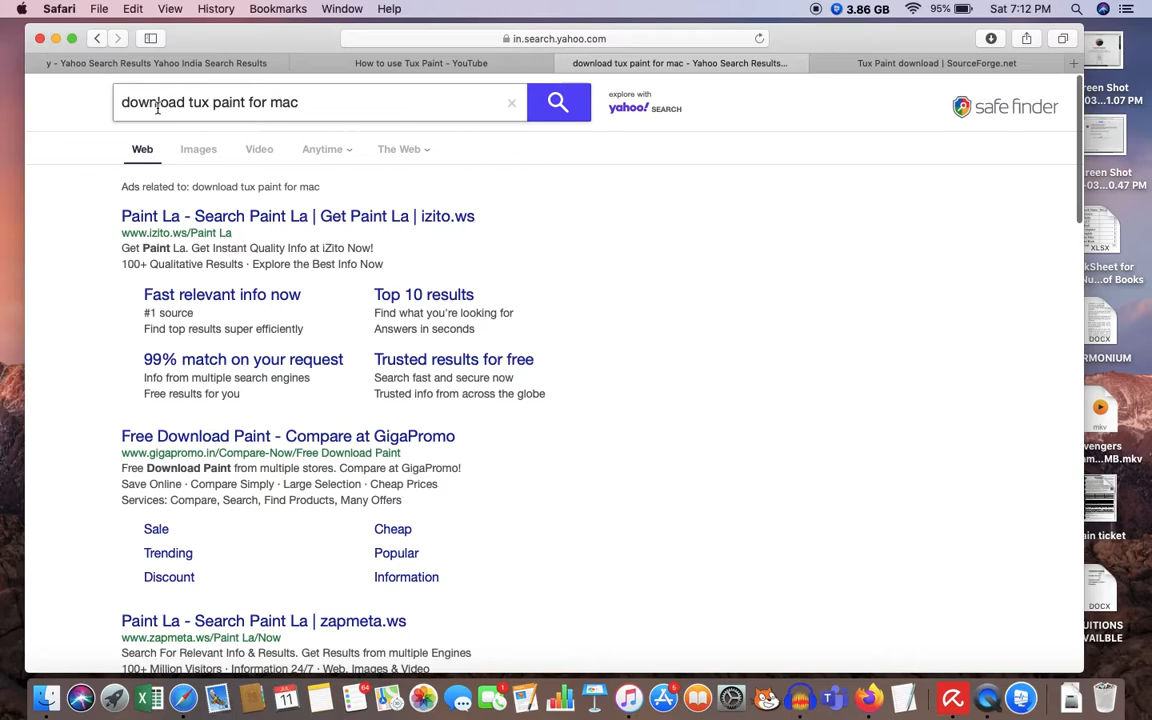 Safari File Edit View History Bookmarks Window Help 3.86 GB 95% Sat 7:12 PM
in.search.yahoo.com
y - Yahoo Search Results Yahoo India Search Results How to use Tux Paint - YouTube download tux paint for mac - Yahoo Search Results... Tux Paint download | SourceForge.net
download tux paint for mac
explore with
yahoo! SEARCH
safe finder
Web Images Video Anytime The Web
Ads related to: download tux paint for mac
Paint La - Search Paint La | Get Paint La | izito.ws
www.izito.ws/Paint La
Get Paint La. Get Instant Quality Info at iZito Now!
100+ Qualitative Results · Explore the Best Info Now
Fast relevant info now
#1 source
Find top results super efficiently
Top 10 results
Find what you're looking for
Answers in seconds
99% match on your request
Info from multiple search engines
Free results for you
Trusted results for free
Search fast and secure now
Trusted info from across the globe
Free Download Paint - Compare at GigaPromo
www.gigapromo.in/Compare-Now/Free Download Paint
Free Download Paint from multiple stores. Compare at GigaPromo!
Save Online · Compare Simply · Large Selection · Cheap Prices
Services: Compare, Search, Find Products, Many Offers
Sale Cheap
Trending Popular
Discount Information
Paint La - Search Paint La | zapmeta.ws
www.zapmeta.ws/Paint La/Now
Search For Relevant Info & Results. Get Results from multiple Engines
100+ Million Visitors · Information 24/7 · Web, Images & Video
reen Shot
03...1.07 PM
reen Shot
03...0.47 PM
XLSX
kSheet for
Nu...of Books
DOCX
RMONIUM
mkv
vengers
m...MB.mkv
ain ticket
DOCX
UITIONS
VAILBLE